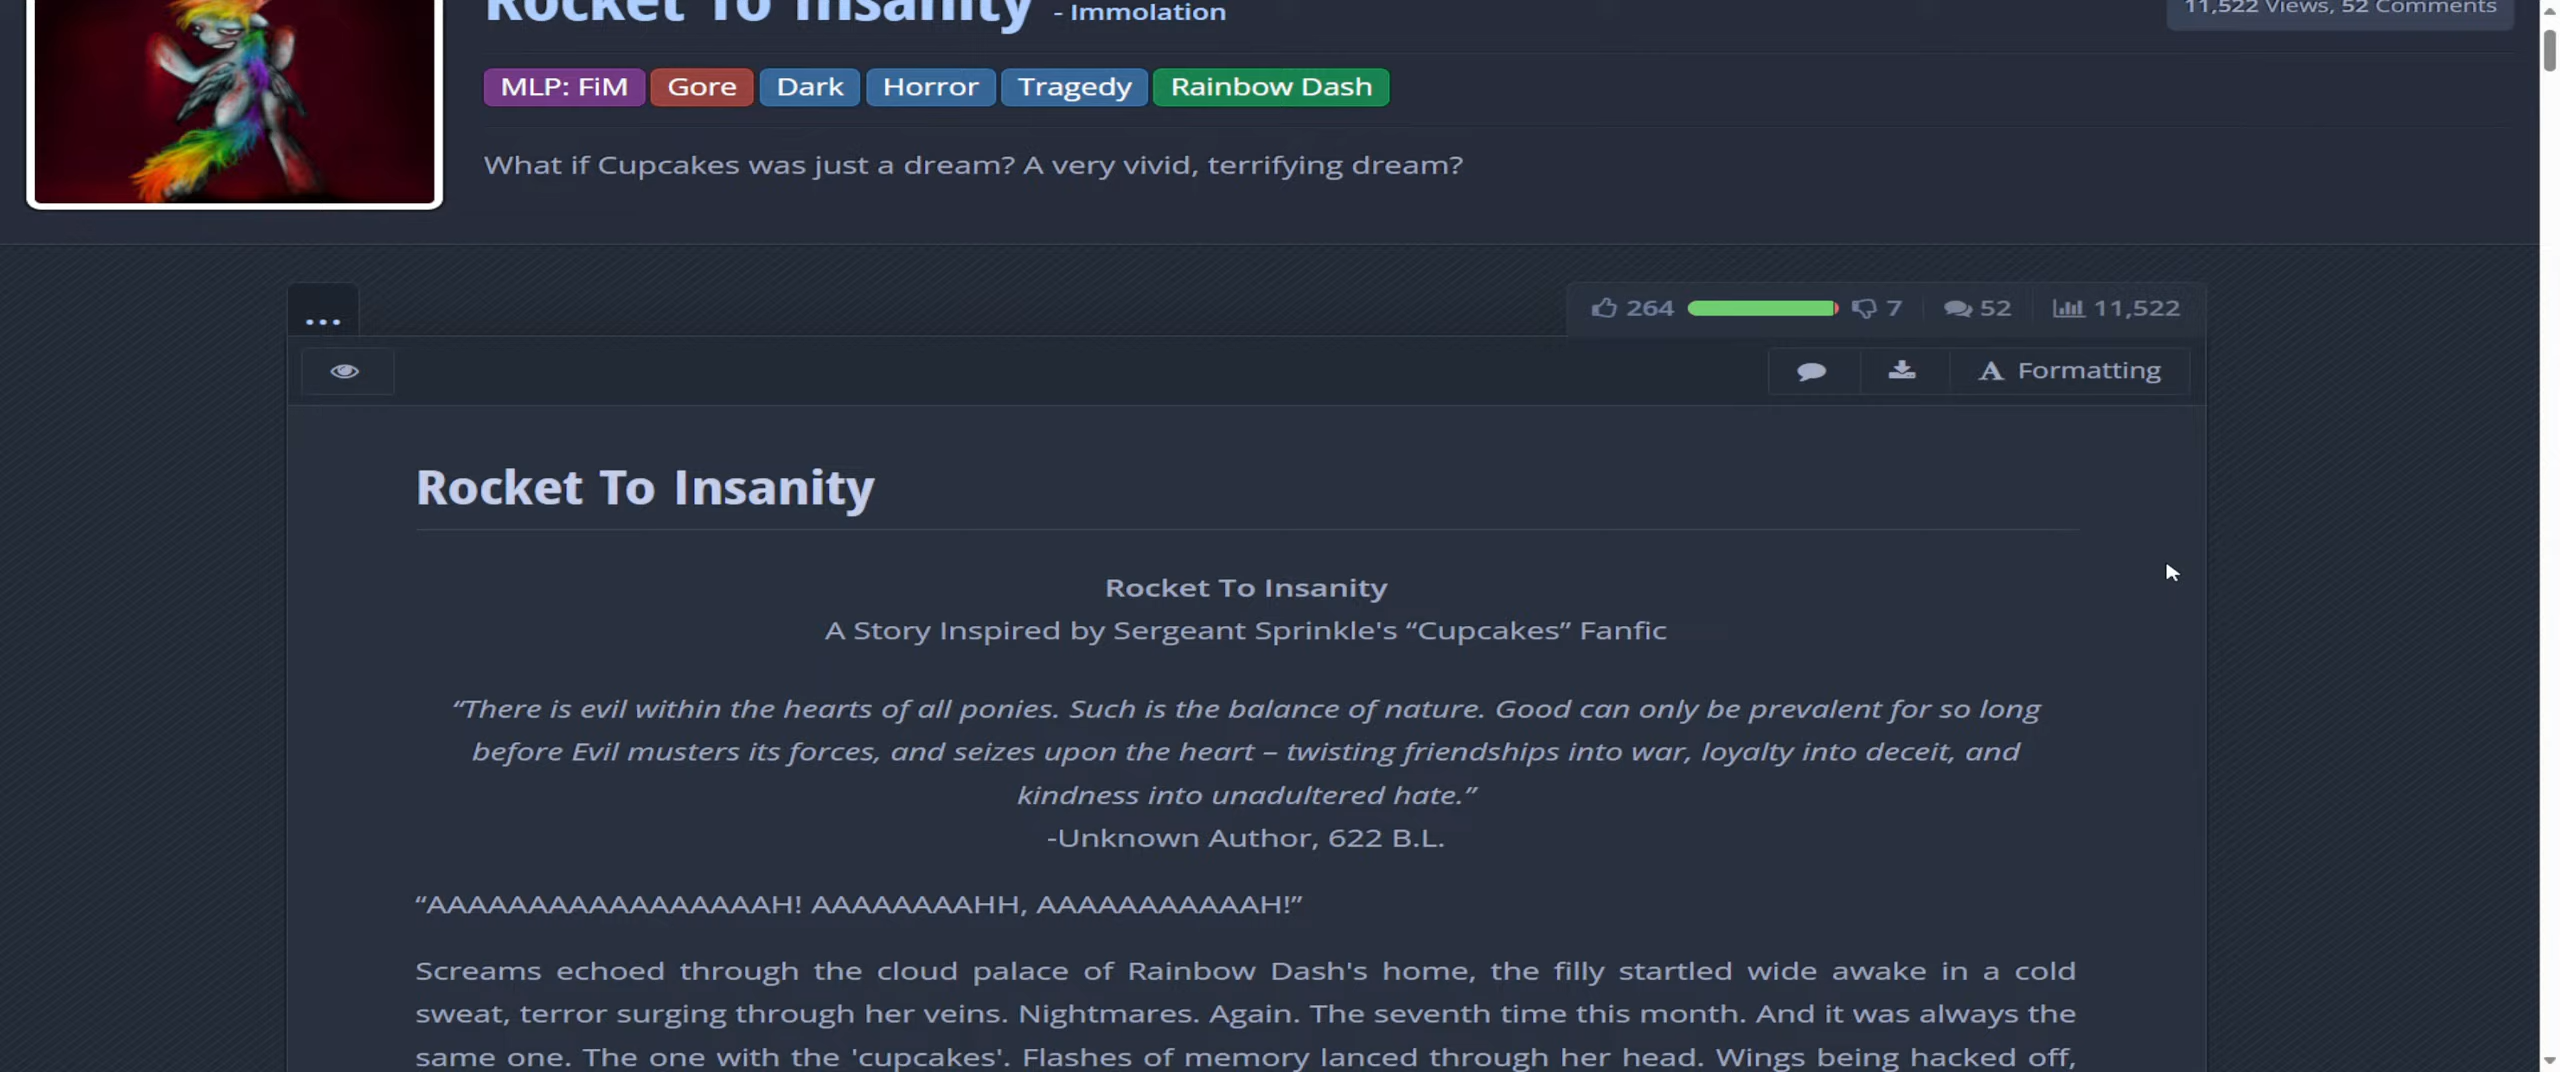 Rocket To Insanity - Immolation
11,522 Views, 52 Comments
MLP: FiM Gore Dark Horror Tragedy Rainbow Dash
What if Cupcakes was just a dream? A very vivid, terrifying dream?
... 264 7 52 11,522
A Formatting
Rocket To Insanity
Rocket To Insanity
A Story Inspired by Sergeant Sprinkle's “Cupcakes” Fanfic
“There is evil within the hearts of all ponies. Such is the balance of nature. Good can only be prevalent for so long
before Evil musters its forces, and seizes upon the heart – twisting friendships into war, loyalty into deceit, and
kindness into unadultered hate.”
-Unknown Author, 622 B.L.
“AAAAAAAAAAAAAAAAAH! AAAAAAAAHH, AAAAAAAAAAAH!”
Screams echoed through the cloud palace of Rainbow Dash's home, the filly startled wide awake in a cold
sweat, terror surging through her veins. Nightmares. Again. The seventh time this month. And it was always the
same one. The one with the 'cupcakes'. Flashes of memory lanced through her head. Wings being hacked off,